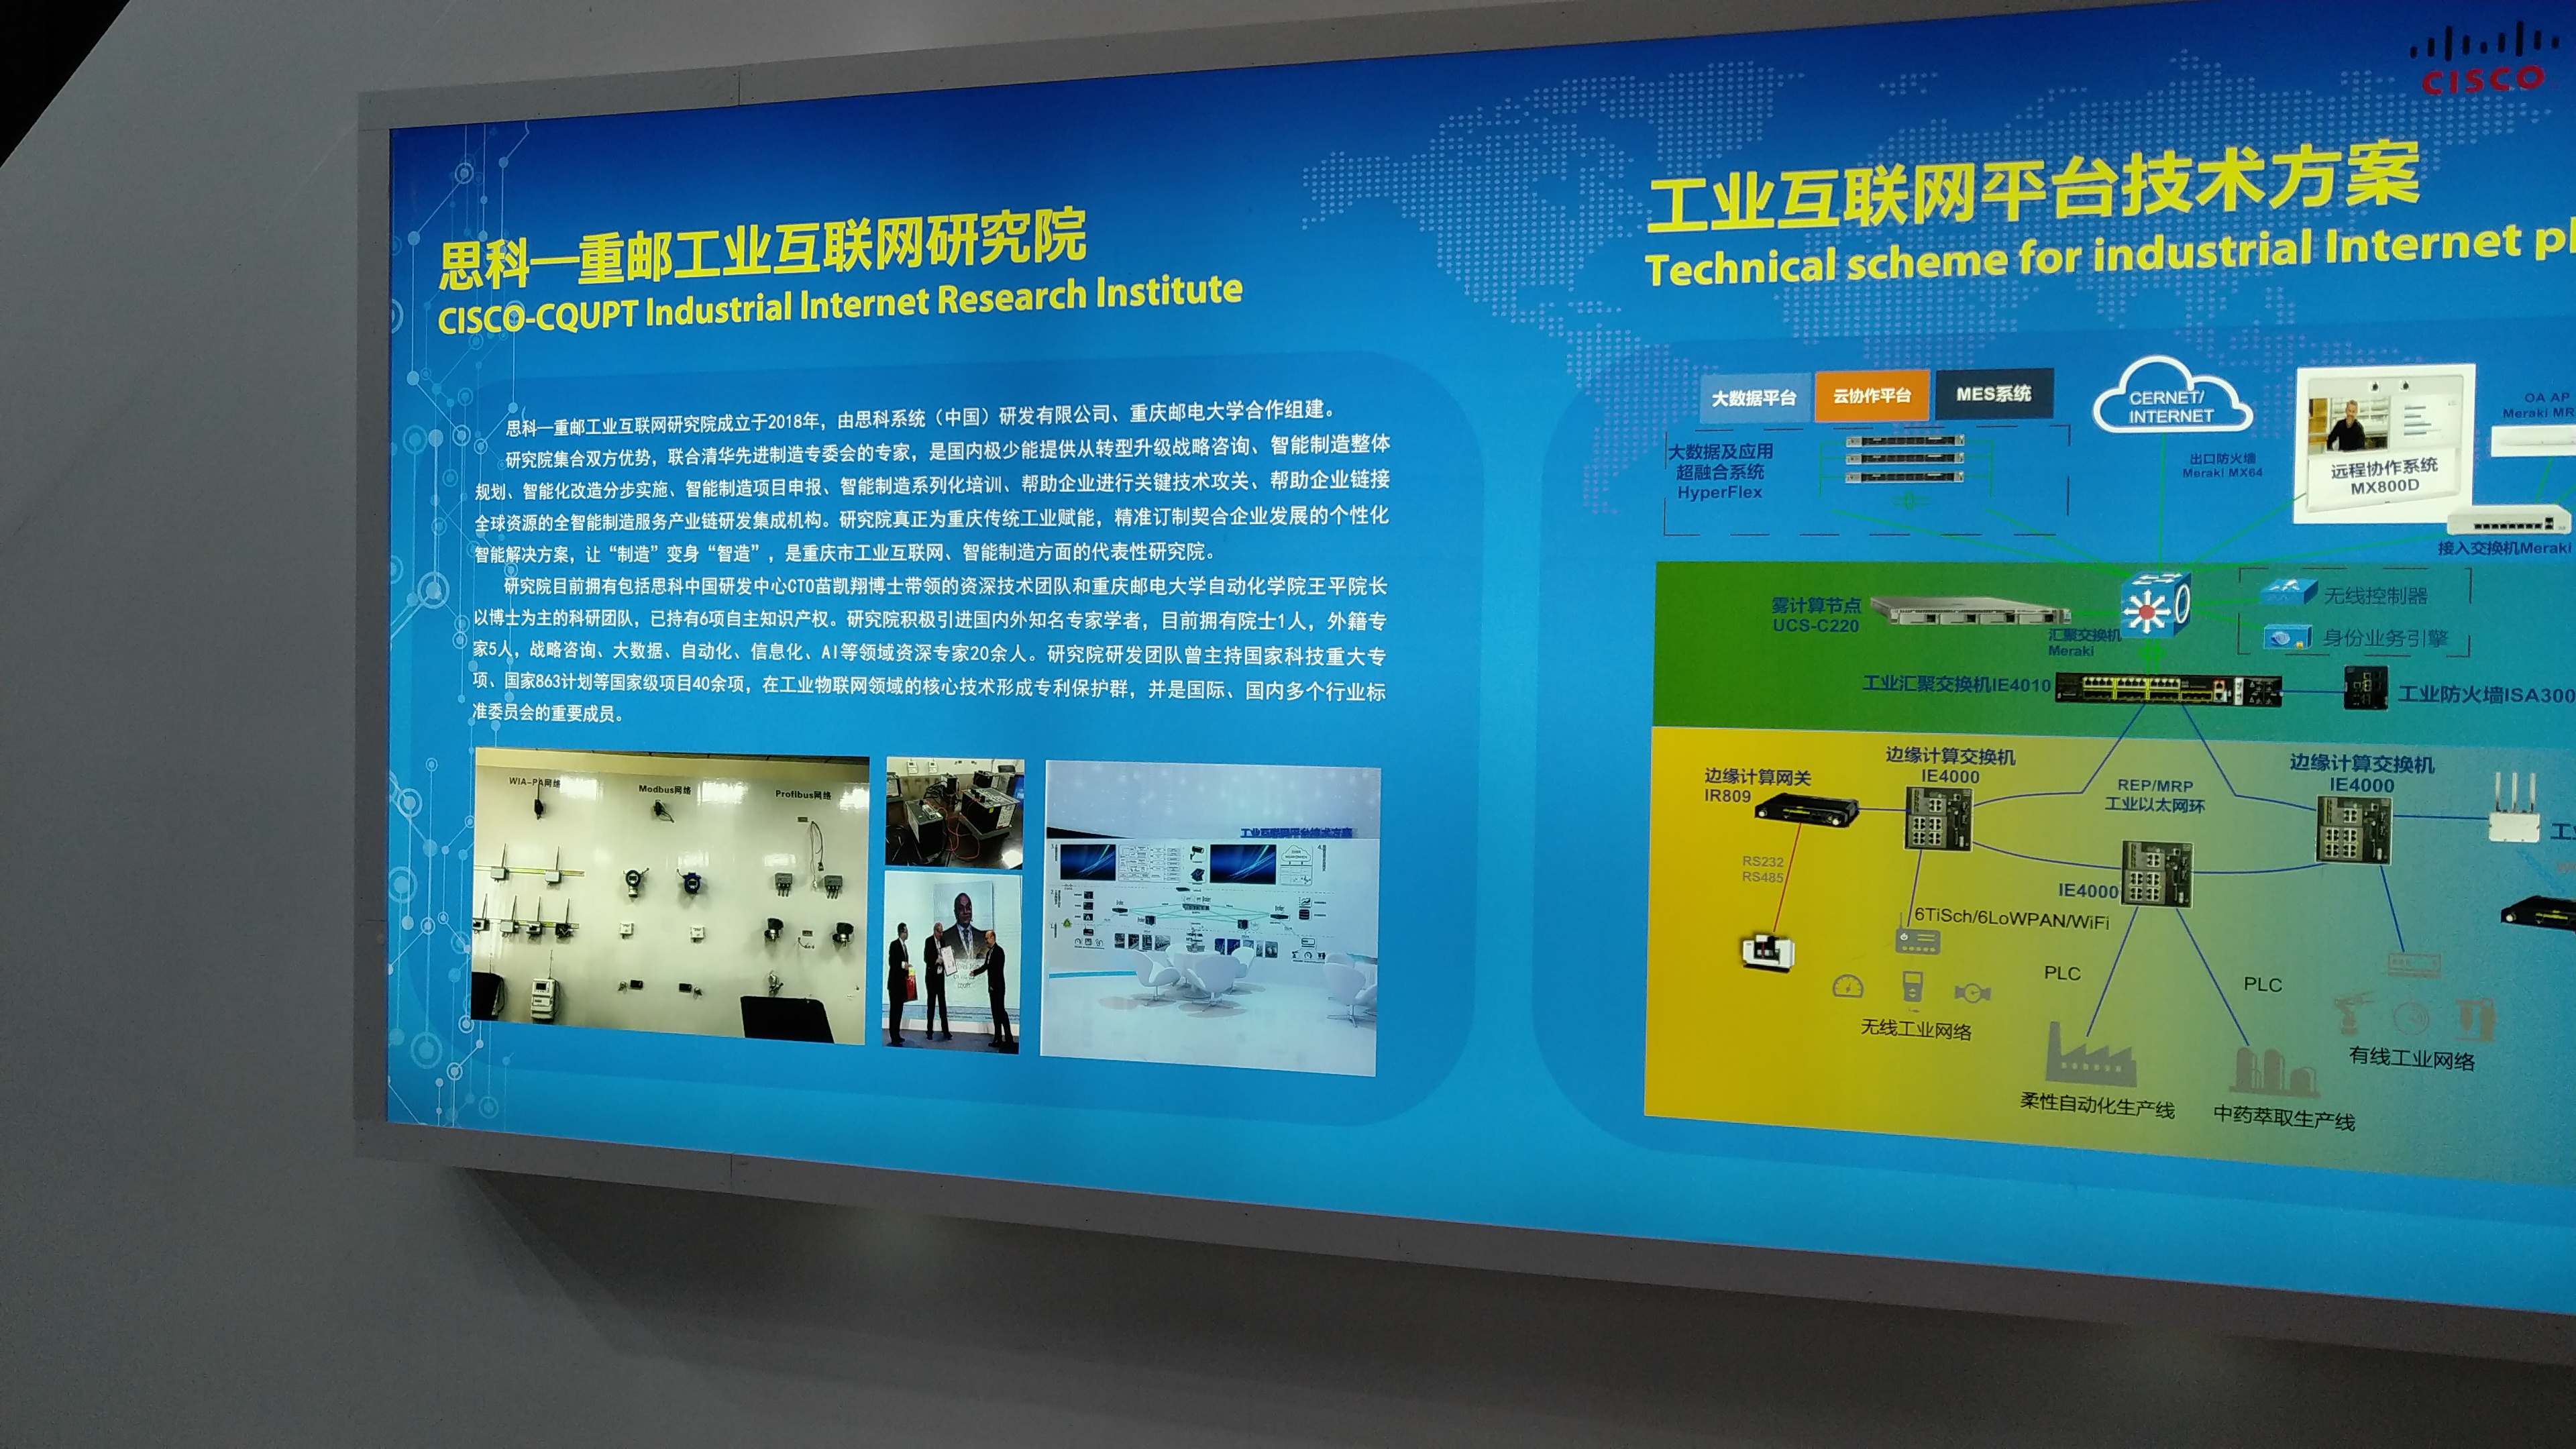 CISCO
思科—重邮工业互联网研究院
CISCO-CQUPT Industrial Internet Research Institute
思科—重邮工业互联网研究院成立于2018年，由思科系统（中国）研发有限公司、重庆邮电大学合作组建。
研究院集合双方优势，联合清华先进制造专委会的专家，是国内极少能提供从转型升级战略咨询、智能制造整体
规划、智能化改造分步实施、智能制造项目申报、智能制造系列化培训、帮助企业进行关键技术攻关、帮助企业链接
全球资源的全智能制造服务产业链研发集成机构。研究院真正为重庆传统工业赋能，精准订制契合企业发展的个性化
智能解决方案，让“制造”变身“智造”，是重庆市工业互联网、智能制造方面的代表性研究院。
研究院目前拥有包括思科中国研发中心CTO苗凯翔博士带领的资深技术团队和重庆邮电大学自动化学院王平院长
以博士为主的科研团队，已持有6项自主知识产权。研究院积极引进国内外知名专家学者，目前拥有院士1人，外籍专
家5人，战略咨询、大数据、自动化、信息化、AI等领域资深专家20余人。研究院研发团队曾主持国家科技重大专
项、国家863计划等国家级项目40余项，在工业物联网领域的核心技术形成专利保护群，并是国际、国内多个行业标
准委员会的重要成员。
WIA-PA网络
Modbus网络
Profibus网络
工业互联网平台技术方案
工业互联网平台技术方案
Technical scheme for industrial Internet pl
大数据平台
云协作平台
MES系统
CERNET/
INTERNET
大数据及应用
超融合系统
HyperFlex
出口防火墙
Meraki MX64
远程协作系统
MX800D
OA AP
Meraki MR
接入交换机Meraki
雾计算节点
UCS-C220
汇聚交换机
Meraki
无线控制器
身份业务引擎
工业汇聚交换机IE4010
工业防火墙ISA300
边缘计算网关
IR809
边缘计算交换机
IE4000
REP/MRP
工业以太网环
边缘计算交换机
IE4000
RS232
RS485
IE4000
6TiSch/6LoWPAN/WiFi
PLC
PLC
无线工业网络
有线工业网络
柔性自动化生产线
中药萃取生产线